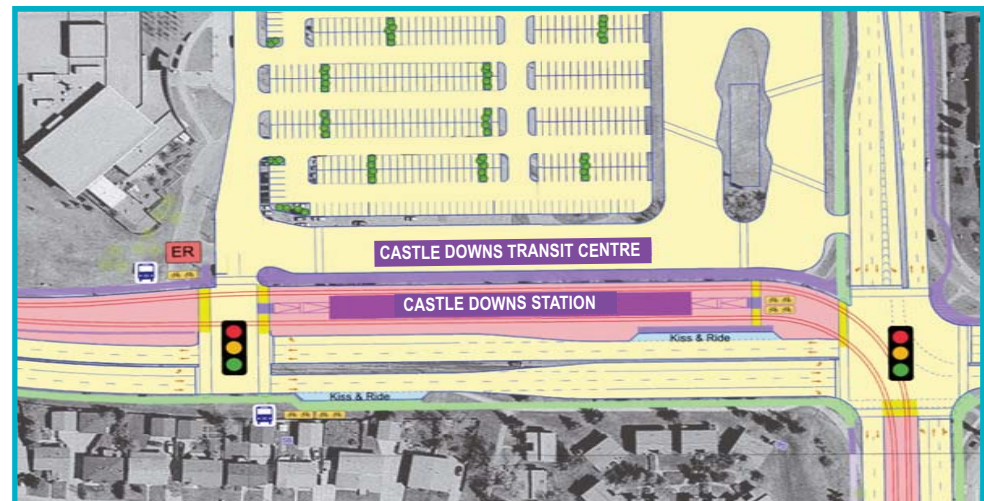 ER
CASTLE DOWNS TRANSIT CENTRE
CASTLE DOWNS STATION
Kiss & Ride
Kiss & Ride